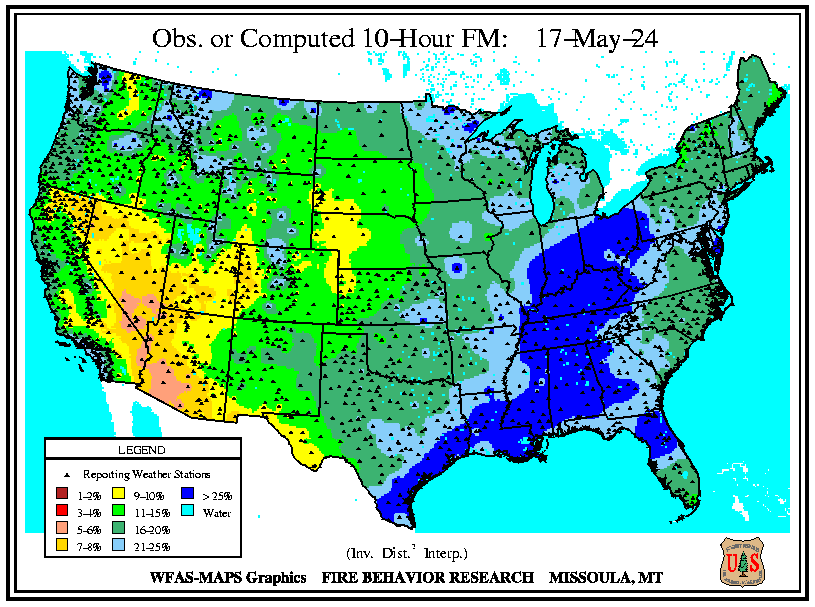 Obs. or Computed 10-Hour FM: 17-May-24
LEGEND
Reporting Weather Stations
1-2% 9-10% > 25%
3-4% 11-15% Water
5-6% 16-20%
7-8% 21-25%
(Inv. Dist.² Interp.)
WFAS-MAPS Graphics FIRE BEHAVIOR RESEARCH MISSOULA, MT
U S